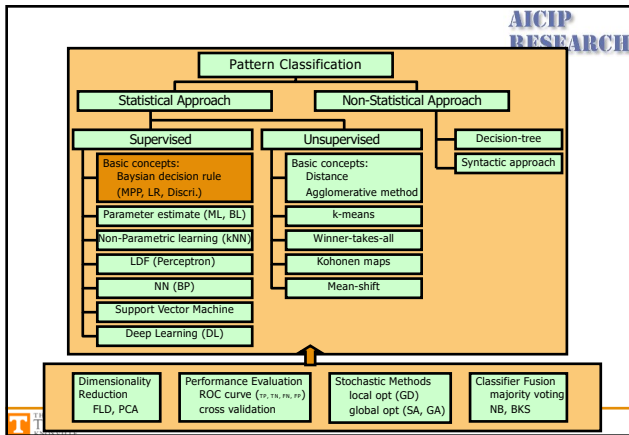 AICIP
RESEARCH
Pattern Classification
Statistical Approach
Non-Statistical Approach
Supervised
Unsupervised
Decision-tree
Syntactic approach
Basic concepts:
Baysian decision rule
(MPP, LR, Discri.)
Parameter estimate (ML, BL)
Non-Parametric learning (kNN)
LDF (Perceptron)
NN (BP)
Support Vector Machine
Deep Learning (DL)
Basic concepts:
Distance
Agglomerative method
k-means
Winner-takes-all
Kohonen maps
Mean-shift
Dimensionality
Reduction
FLD, PCA
Performance Evaluation
ROC curve (TP, TN, FN, FP)
cross validation
Stochastic Methods
local opt (GD)
global opt (SA, GA)
Classifier Fusion
majority voting
NB, BKS